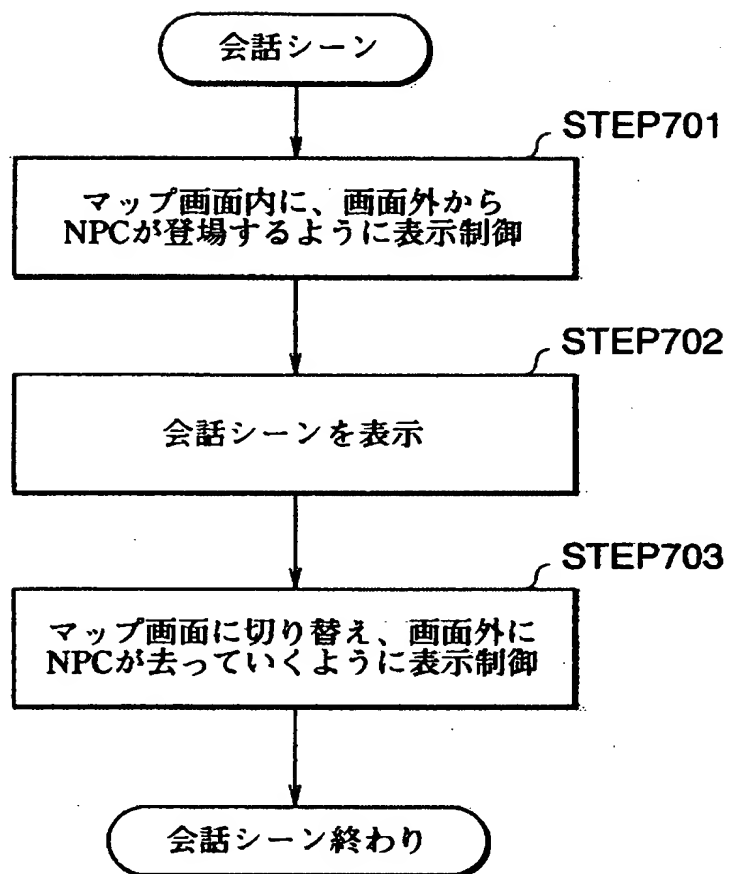 会話シーン
STEP701
マップ画面内に、画面外から
NPCが登場するように表示制御
STEP702
会話シーンを表示
STEP703
マップ画面に切り替え、画面外に
NPCが去っていくように表示制御
会話シーン終わり